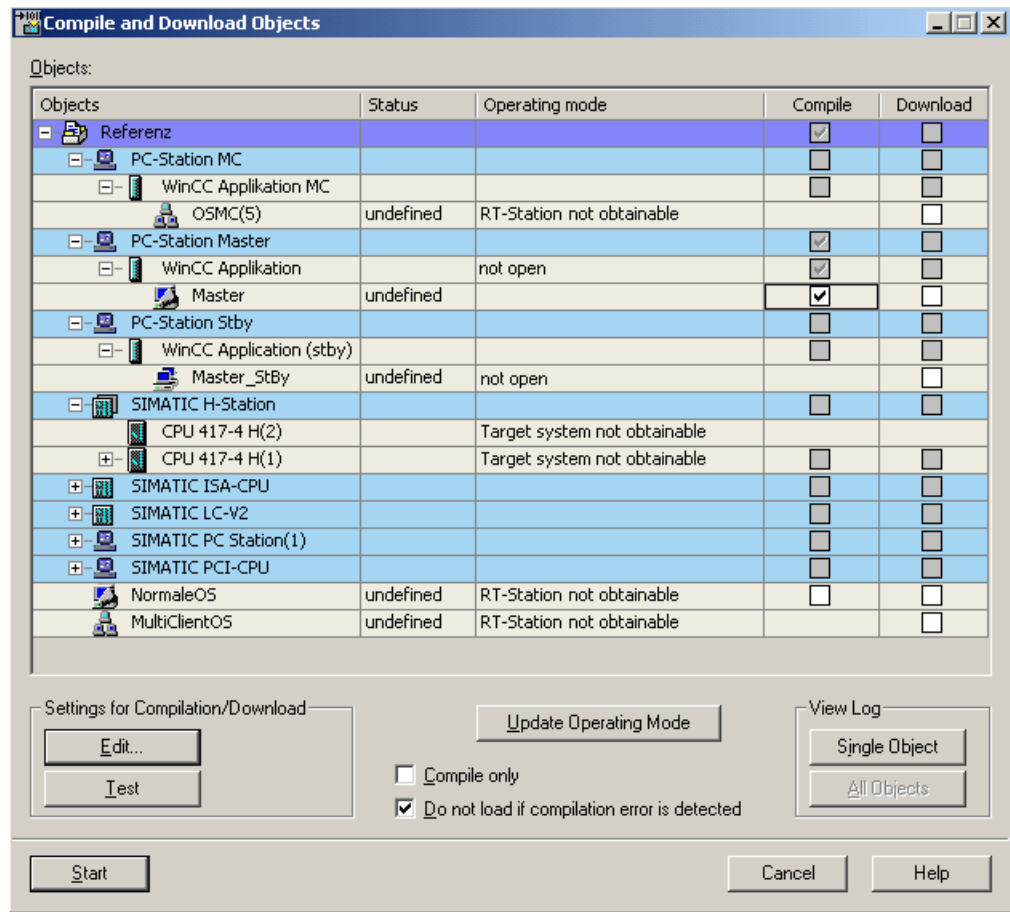 Compile and Download Objects
Objects:
Objects Status Operating mode Compile Download
Referenz
PC-Station MC
WinCC Applikation MC
OSMC(5) undefined RT-Station not obtainable
PC-Station Master
WinCC Applikation not open
Master undefined
PC-Station Stby
WinCC Application (stby)
Master_StBy undefined not open
SIMATIC H-Station
CPU 417-4 H(2) Target system not obtainable
CPU 417-4 H(1) Target system not obtainable
SIMATIC ISA-CPU
SIMATIC LC-V2
SIMATIC PC Station(1)
SIMATIC PCI-CPU
NormaleOS undefined RT-Station not obtainable
MultiClientOS undefined RT-Station not obtainable
Settings for Compilation/Download View Log
Update Operating Mode
Edit... Single Object
Compile only
Test All Objects
Do not load if compilation error is detected
Start Cancel Help